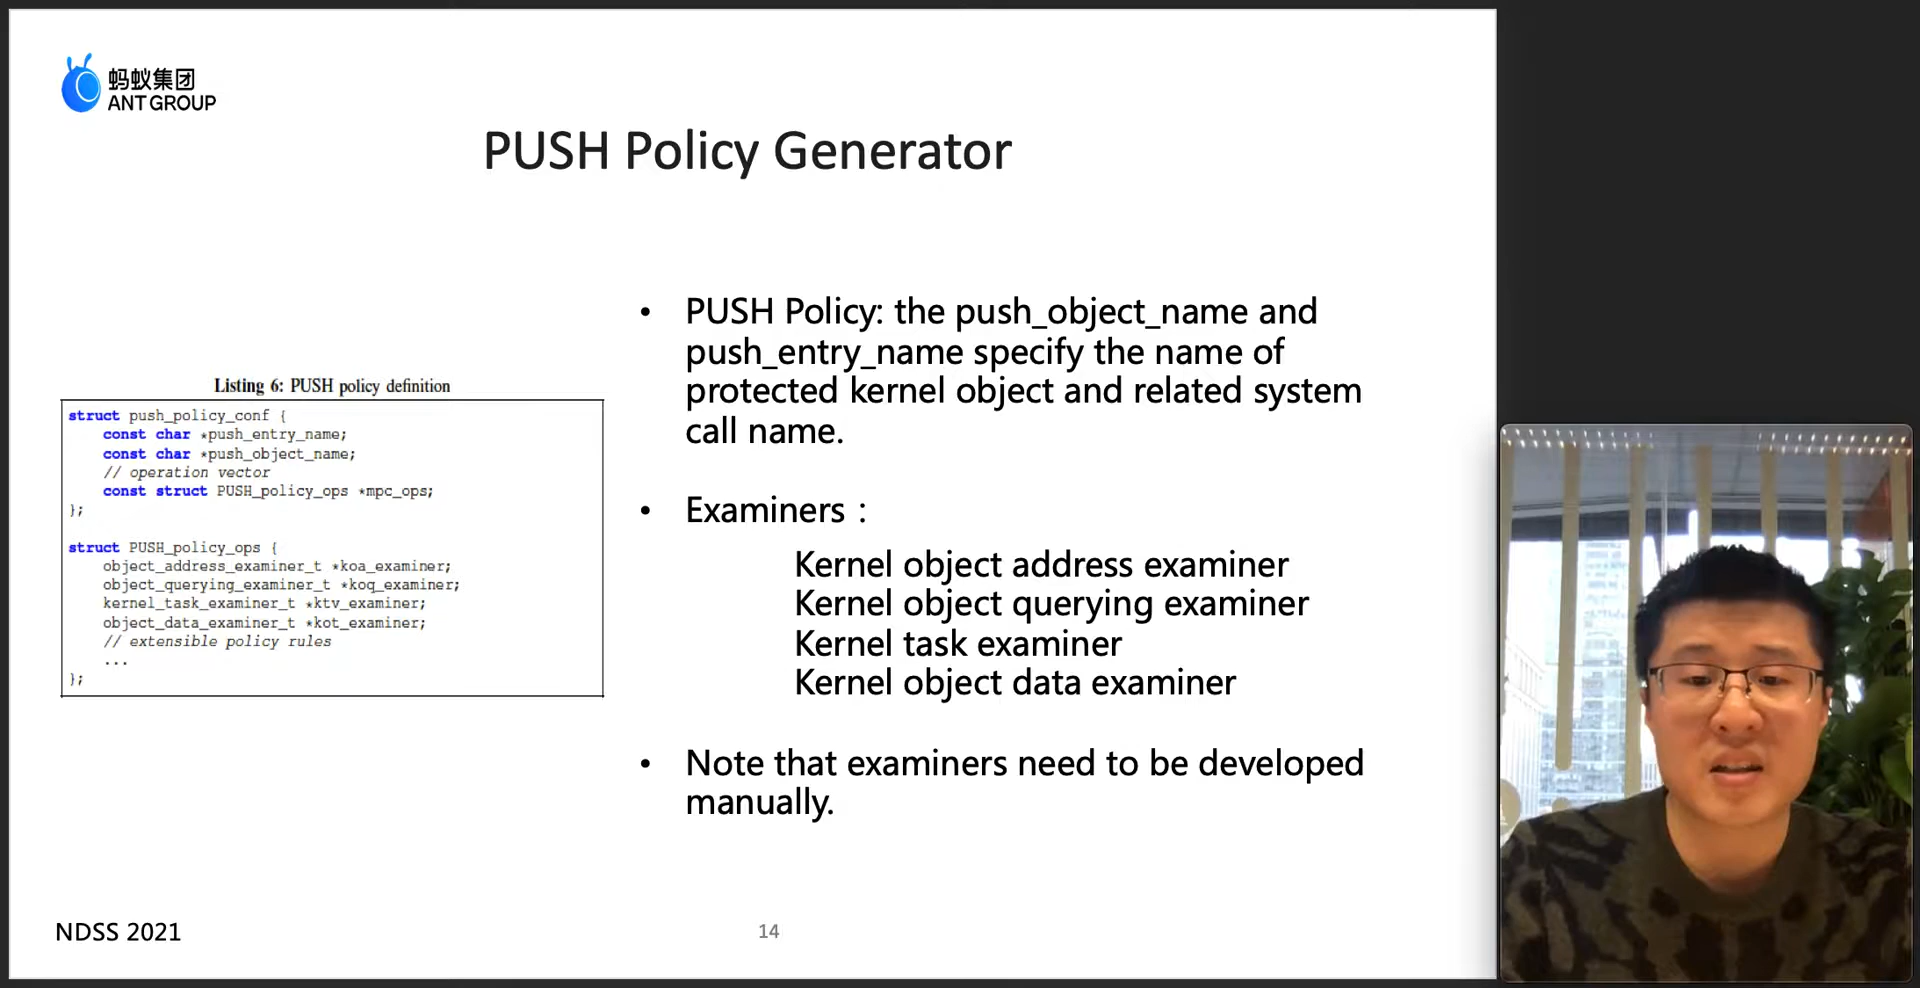 蚂蚁集团
ANT GROUP
PUSH Policy Generator
Listing 6: PUSH policy definition
struct push_policy_conf {
const char *push_entry_name;
const char *push_object_name;
// operation vector
const struct PUSH_policy_ops *mpc_ops;
};
struct PUSH_policy_ops {
object_address_examiner_t *koa_examiner;
object_querying_examiner_t *koq_examiner;
kernel_task_examiner_t *ktv_examiner;
object_data_examiner_t *kot_examiner;
// extensible policy rules
...
};
• PUSH Policy: the push_object_name and
push_entry_name specify the name of
protected kernel object and related system
call name.
• Examiners：
Kernel object address examiner
Kernel object querying examiner
Kernel task examiner
Kernel object data examiner
• Note that examiners need to be developed
manually.
NDSS 2021
14